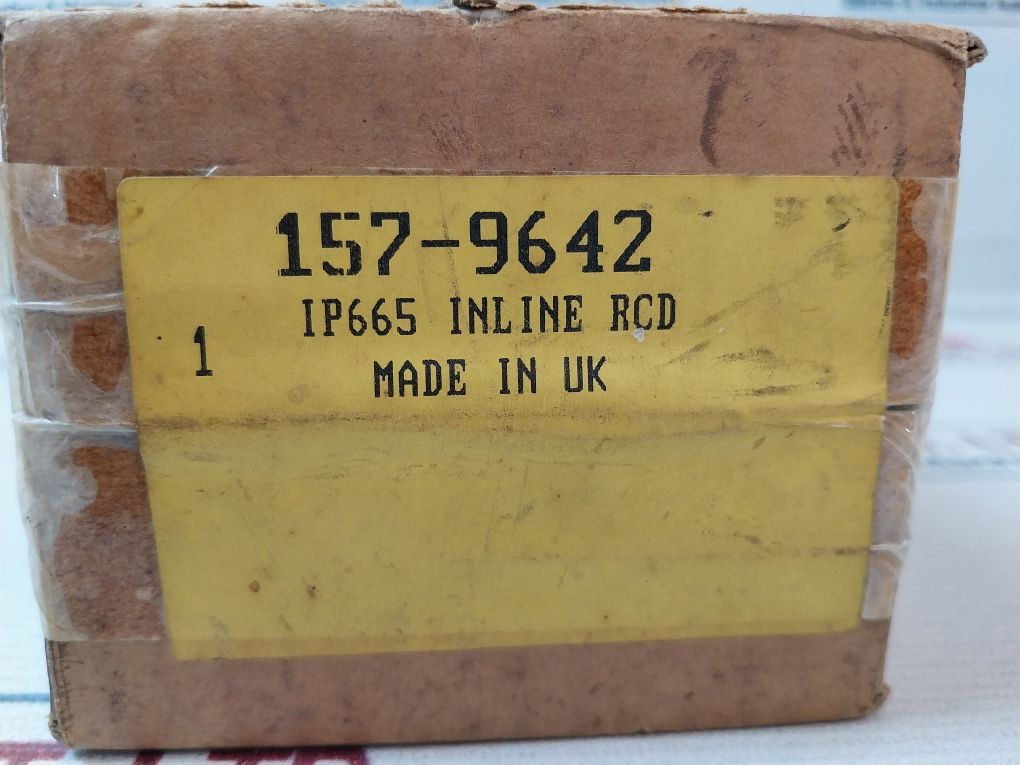 157-9642
IP665 INLINE RCD
1
MADE IN UK